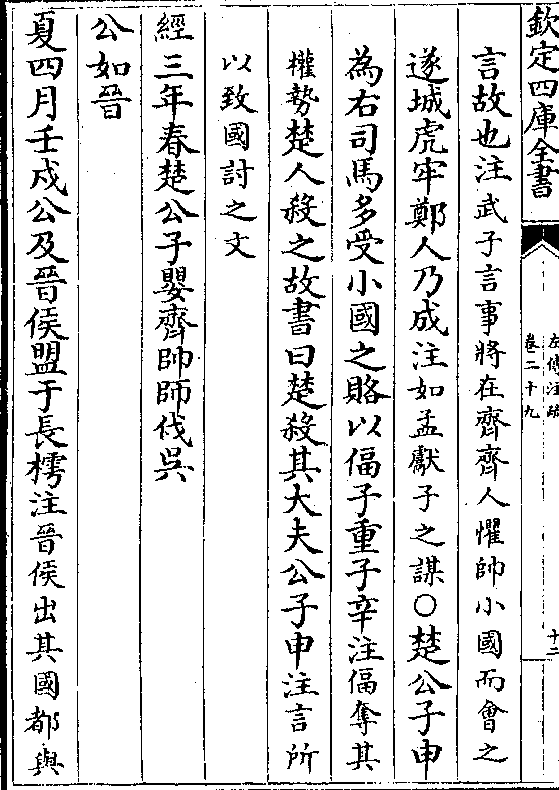 欽定四庫全書
左傳注疏
卷二十九
十二
言故也注武子言事將在齊齊人懼帥小國而會之
遂城虎牢鄭人乃成注如孟獻子之謀○楚公子申
為右司馬多受小國之賂以偪子重子辛注偪奪其
權勢楚人殺之故書曰楚殺其大夫公子申注言所
以致國討之文
經三年春楚公子嬰齊帥師伐吳
公如晉
夏四月壬戌公及晉侯盟于長樗注晉侯出其國都與